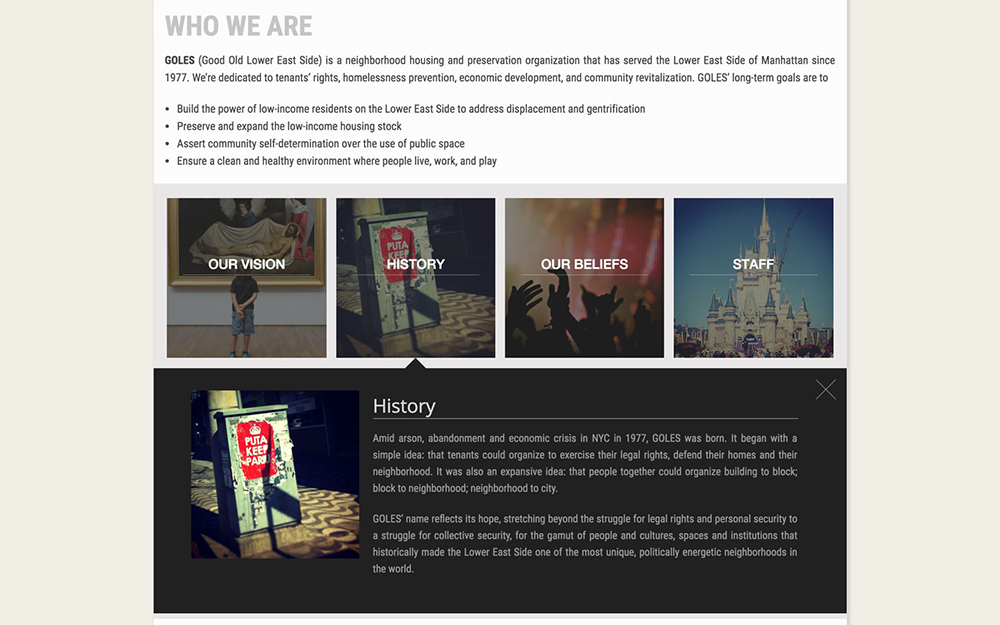 WHO WE ARE
GOLES (Good Old Lower East Side) is a neighborhood housing and preservation organization that has served the Lower East Side of Manhattan since
1977. We're dedicated to tenants' rights, homelessness prevention, economic development, and community revitalization. GOLES' long-term goals are to
• Build the power of low-income residents on the Lower East Side to address displacement and gentrification
• Preserve and expand the low-income housing stock
• Assert community self-determination over the use of public space
• Ensure a clean and healthy environment where people live, work, and play
OUR VISION
PUTA
KEEP
HISTORY
OUR BELIEFS
STAFF
History
PUTA
KEEP
Amid arson, abandonment and economic crisis in NYC in 1977, GOLES was born. It began with a
simple idea: that tenants could organize to exercise their legal rights, defend their homes and their
neighborhood. It was also an expansive idea: that people together could organize building to block;
block to neighborhood; neighborhood to city.
GOLES' name reflects its hope, stretching beyond the struggle for legal rights and personal security to
a struggle for collective security, for the gamut of people and cultures, spaces and institutions that
historically made the Lower East Side one of the most unique, politically energetic neighborhoods in
the world.